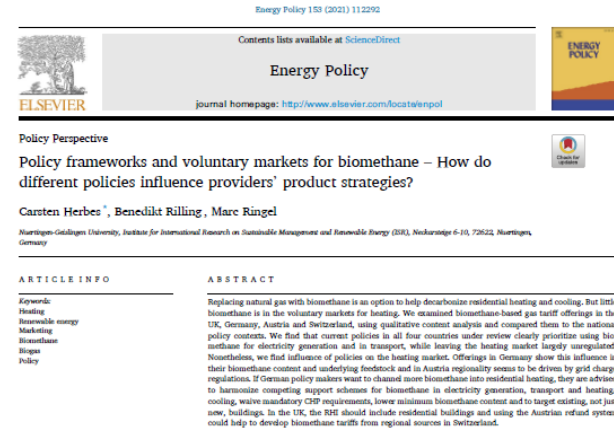 Energy Policy 153 (2021) 112292
Contents lists available at ScienceDirect
Energy Policy
journal homepage: http://www.elsevier.com/locate/enpol
ELSEVIER
ENERGY
POLICY
Policy Perspective
Check for
updates
Policy frameworks and voluntary markets for biomethane – How do
different policies influence providers' product strategies?
Carsten Herbes *, Benedikt Rilling, Marc Ringel
Nuertingen-Geislingen University, Institute for International Research on Sustainable Management and Renewable Energy (ISR), Neckarsteige 6-10, 72622, Nuertingen,
Germany
ARTICLE INFO
Keywords:
Heating
Renewable energy
Marketing
Biomethane
Biogas
Policy
ABSTRACT
Replacing natural gas with biomethane is an option to help decarbonize residential heating and cooling. But littl
biomethane is in the voluntary markets for heating. We examined biomethane-based gas tariff offerings in the
UK, Germany, Austria and Switzerland, using qualitative content analysis and compared them to the nationa
policy contexts. We find that current policies in all four countries under review clearly prioritize using bio
methane for electricity generation and in transport, while leaving the heating market largely unregulated
Nonetheless, we find influence of policies on the heating market. Offerings in Germany show this influence i
their biomethane content and underlying feedstock and in Austria regionality seems to be driven by grid charg
regulations. If German policy makers want to channel more biomethane into residential heating, they are advise
to harmonize competing support schemes for biomethane in electricity generation, transport and heating
cooling, waive mandatory CHP requirements, lower minimum biomethane content and to target existing, not jus
new, buildings. In the UK, the RHI should include residential buildings and using the Austrian refund system
could help to develop biomethane tariffs from regional sources in Switzerland.